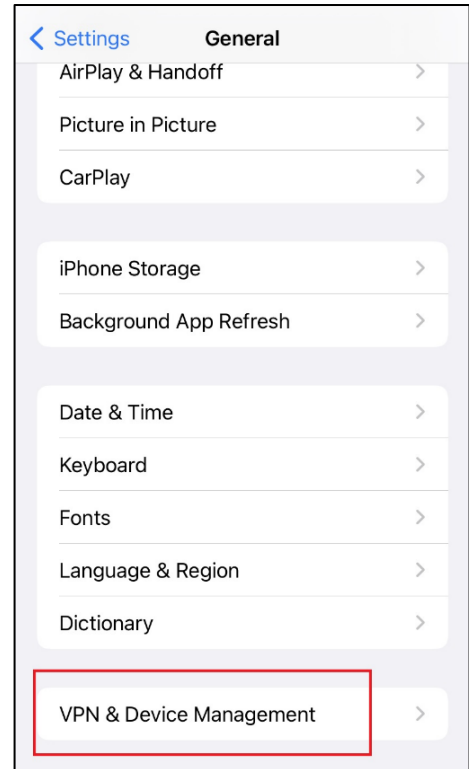 Settings General
AirPlay & Handoff
Picture in Picture
CarPlay
iPhone Storage
Background App Refresh
Date & Time
Keyboard
Fonts
Language & Region
Dictionary
VPN & Device Management